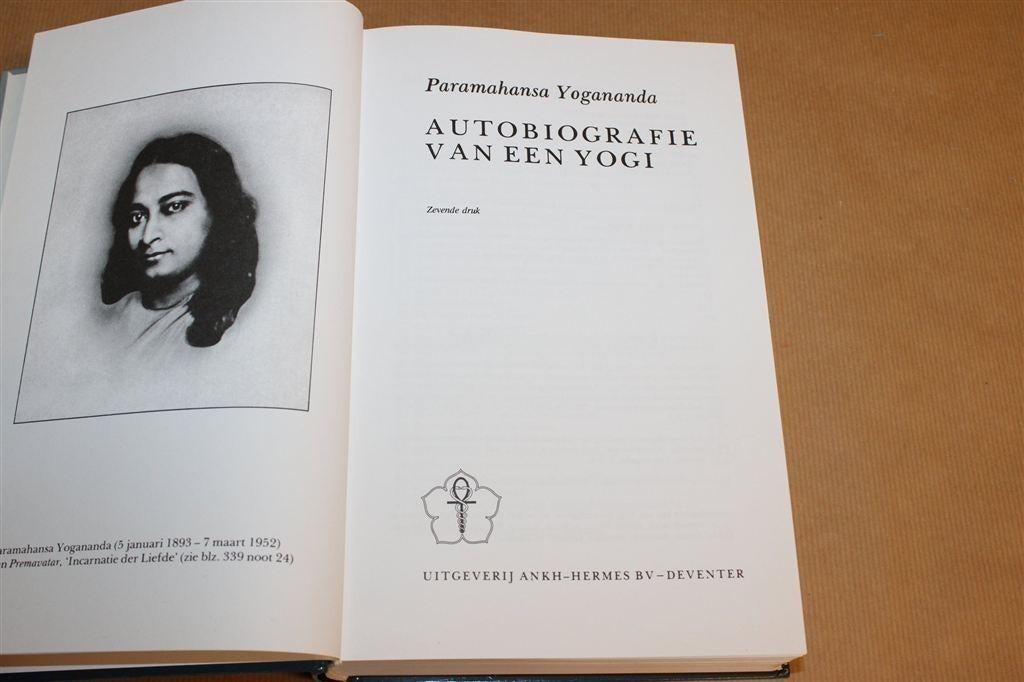 Yogananda (5 januari 1893 – 7 maart 1952)
Premavatar, ‘Incarnatie der Liefde’ (zie blz. 339 noot 24)
Paramahansa Yogananda
AUTOBIOGRAFIE
VAN EEN YOGI
Zevende druk
UITGEVERIJ ANKH–HERMES BV – DEVENTER